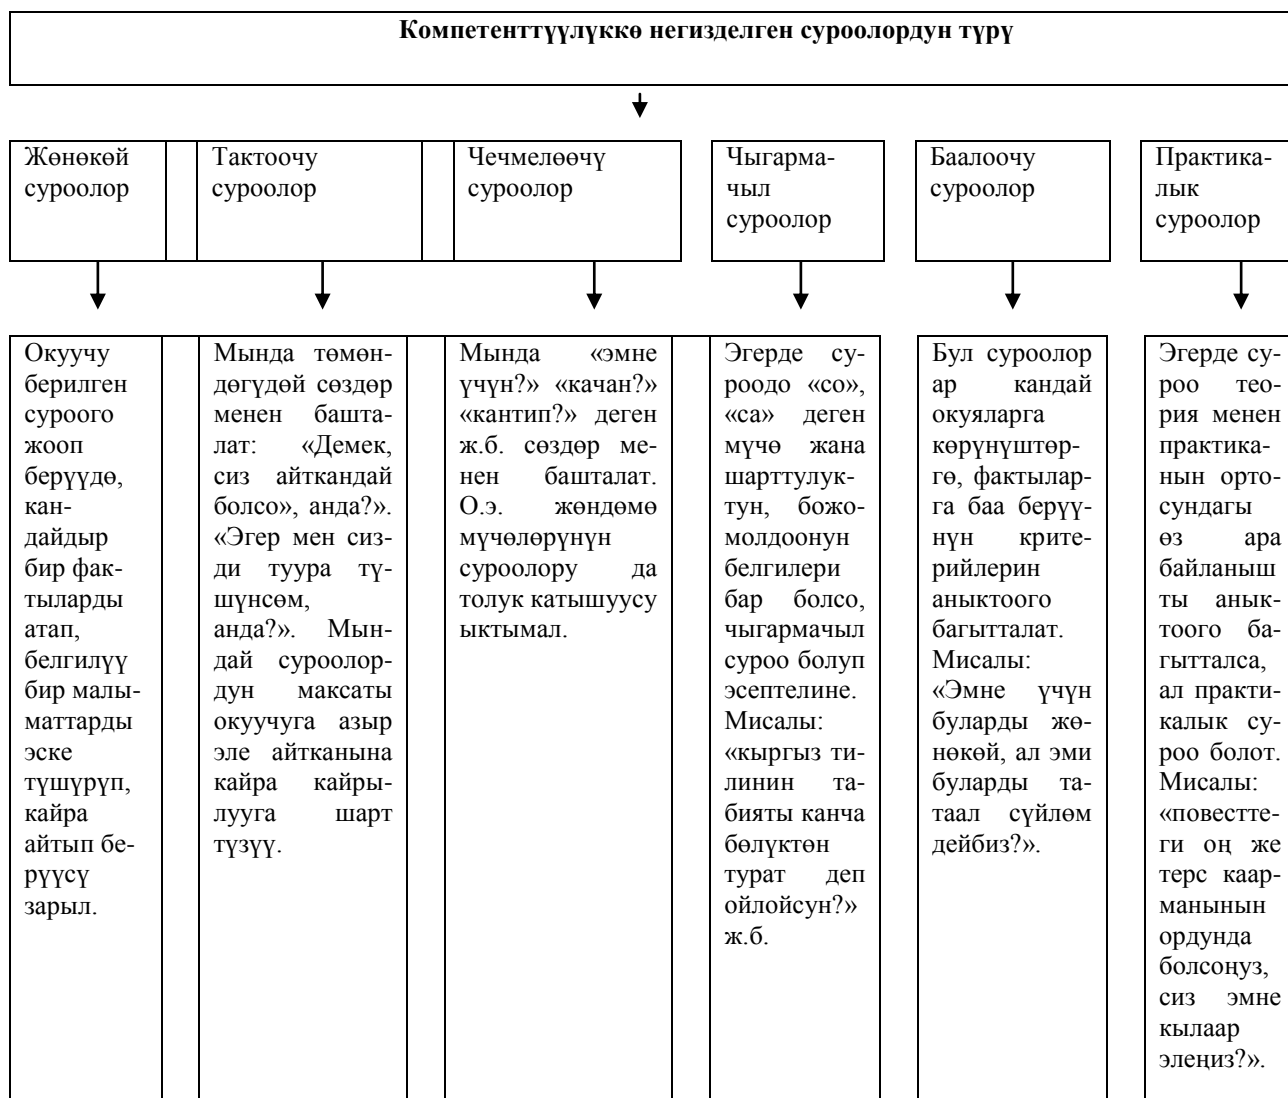 Компетенттүүлүккө негизделген суроолордун түрү
Жөнөкөй
суроолор
Тактоочу
суроолор
Чечмелөөчү
суроолор
Чыгарма-
чыл
суроолор
Баалоочу
суроолор
Практика-
лык
суроолор
Окуучу
берилген
суроого
жооп
берүүдө,
кан-
дайдыр
бир фак-
тыларды
атап,
белгилүү
бир малы-
маттарды
эске
түшүрүп,
кайра
айтып бе-
рүүсү
зарыл.
Мында төмөн-
дөгүдөй сөздөр
менен башта-
лат: «Демек,
сиз айткандай
болсо», анда?».
«Эгер мен сиз-
ди туура тү-
шүнсөм,
анда?». Мын-
дай суроолор-
дун максаты
окуучуга азыр
эле айтканына
кайра кайры-
лууга шарт
түзүү.
Мында «эмне
үчүн?» «качан?»
«кантип?» деген
ж.б. сөздөр ме-
нен башталат.
О.э. жөндөмө
мүчөлөрүнүн
суроолору да
толук катышуусу
ыктымал.
Эгерде су-
роодо «со»,
«са» деген
мүчө жана
шарттулук-
тун, божо-
молдоонун
белгилери
бар болсо,
чыгармачыл
суроо болуп
эсептелине.
Мисалы:
«кыргыз ти-
линин та-
бияты канча
бөлүктөн
турат деп
ойлойсун?»
ж.б.
Бул суроолор
ар кандай
окуяларга
көрүнүштөр-
гө, фактылар-
га баа берүү-
нүн крите-
рийлерин
аныктоого
багытталат.
Мисалы:
«Эмне үчүн
буларды жө-
нөкөй, ал эми
буларды та-
таал сүйлөм
дейбиз?».
Эгерде су-
роо тео-
рия менен
практика-
нын орто-
сундагы
өз ара
байланыш
ты анык-
тоого ба-
гытталса,
ал практи-
калык су-
роо болот.
Мисалы:
«повестте-
ги оң же
терс каар-
манынын
ордунда
болсоңуз,
сиз эмне
кылаар
элеңиз?».